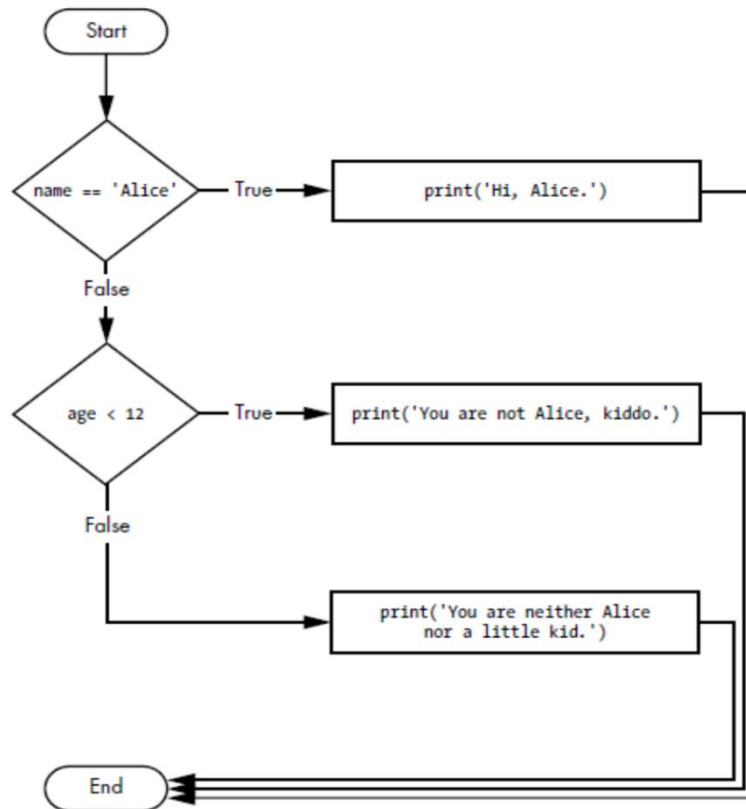 Start
name == 'Alice'
True
print('Hi, Alice.')
False
age < 12
True
print('You are not Alice, kiddo.')
False
print('You are neither Alice
nor a little kid.')
End